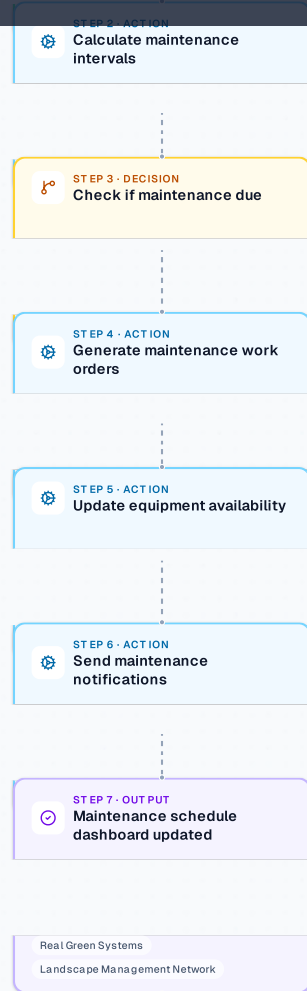 STEP 2 · ACTION
Calculate maintenance
intervals
STEP 3 · DECISION
Check if maintenance due
STEP 4 · ACTION
Generate maintenance work
orders
STEP 5 · ACTION
Update equipment availability
STEP 6 · ACTION
Send maintenance
notifications
STEP 7 · OUTPUT
Maintenance schedule
dashboard updated
Real Green Systems
Landscape Management Network